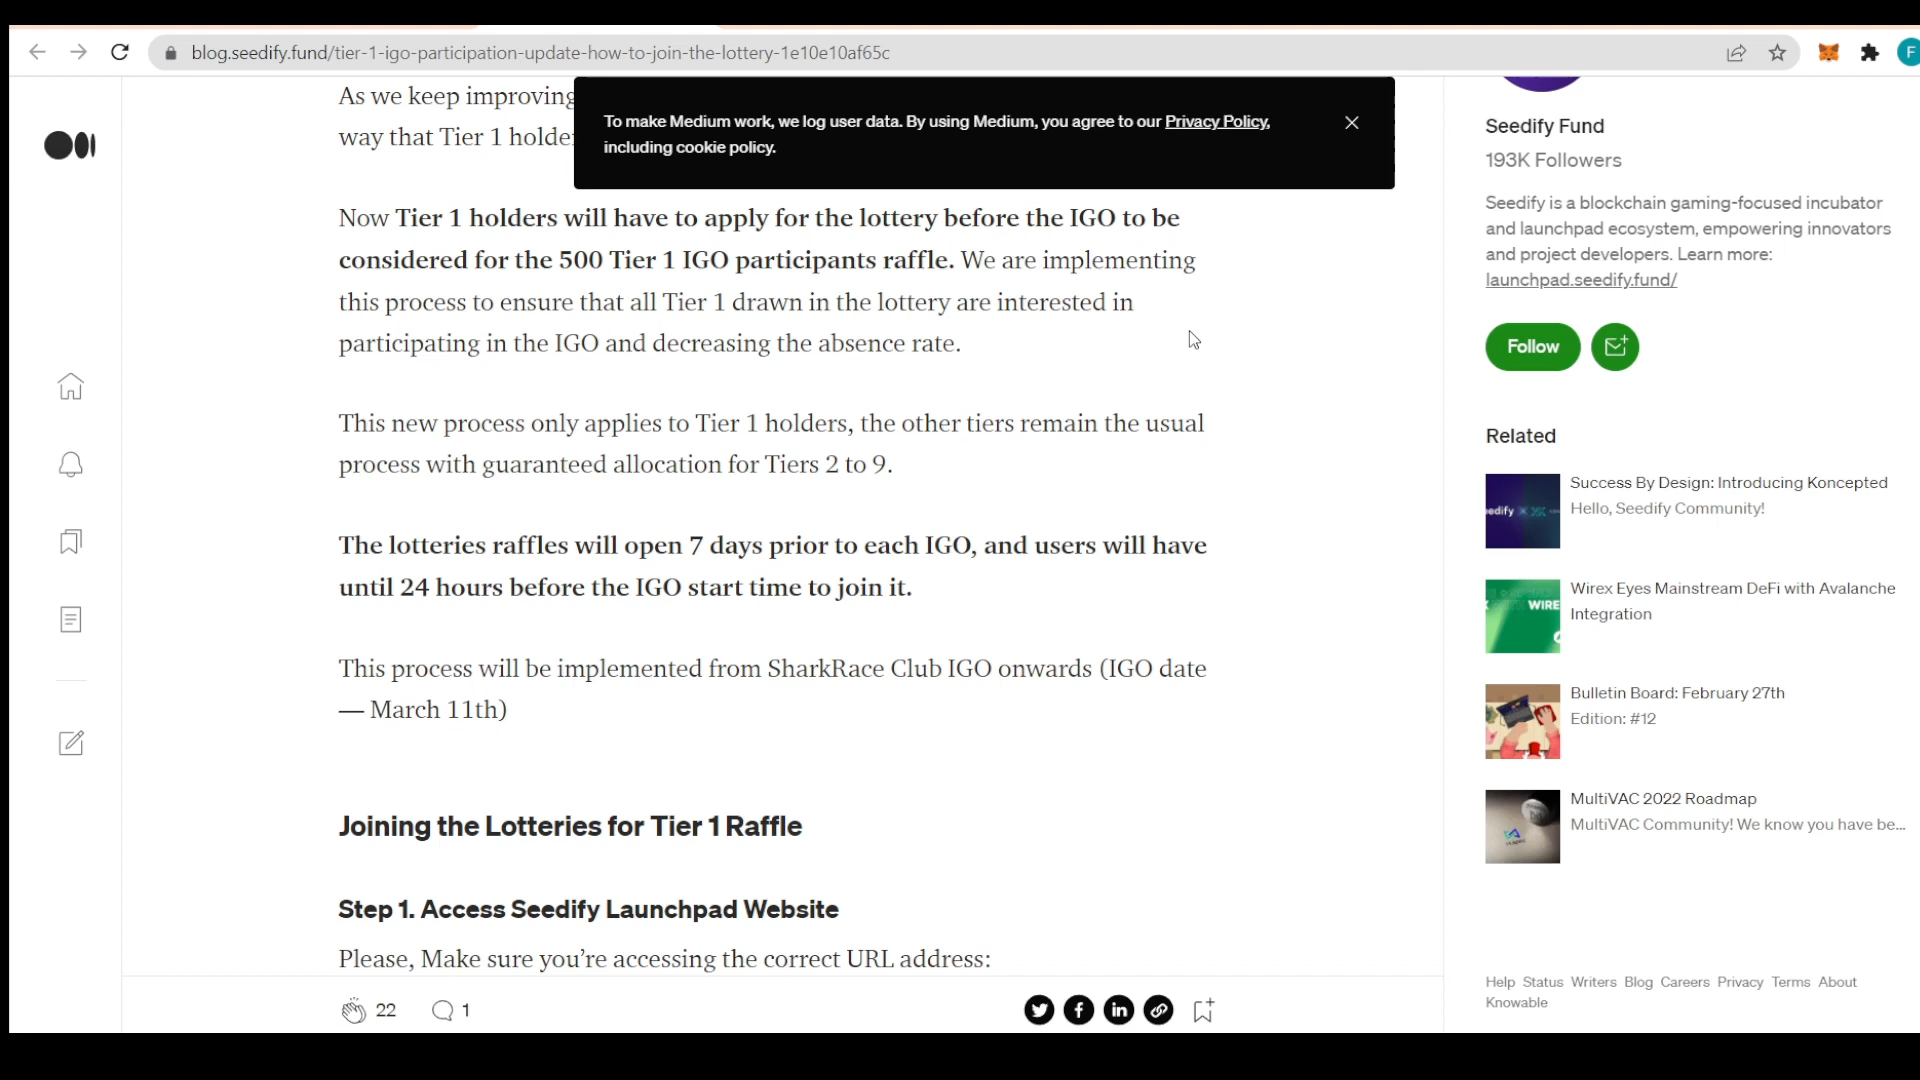 blog.seedify.fund/tier-1-igo-participation-update-how-to-join-the-lottery-1e10e10af65c
F
As we keep improving
way that Tier 1 holde
To make Medium work, we log user data. By using Medium, you agree to our Privacy Policy,
including cookie policy.
Now Tier 1 holders will have to apply for the lottery before the IGO to be
considered for the 500 Tier 1 IGO participants raffle. We are implementing
this process to ensure that all Tier 1 drawn in the lottery are interested in
participating in the IGO and decreasing the absence rate.
This new process only applies to Tier 1 holders, the other tiers remain the usual
process with guaranteed allocation for Tiers 2 to 9.
The lotteries raffles will open 7 days prior to each IGO, and users will have
until 24 hours before the IGO start time to join it.
This process will be implemented from SharkRace Club IGO onwards (IGO date
— March 11th)
Joining the Lotteries for Tier 1 Raffle
Step 1. Access Seedify Launchpad Website
Please, Make sure you're accessing the correct URL address:
22
1
Seedify Fund
193K Followers
Seedify is a blockchain gaming-focused incubator
and launchpad ecosystem, empowering innovators
and project developers. Learn more:
launchpad.seedify.fund/
Follow
Related
eedify
Success By Design: Introducing Koncepted
Hello, Seedify Community!
WIRE
Wirex Eyes Mainstream DeFi with Avalanche
Integration
Bulletin Board: February 27th
Edition: #12
MultiVAC 2022 Roadmap
MultiVAC Community! We know you have be...
Help Status Writers Blog Careers Privacy Terms About
Knowable